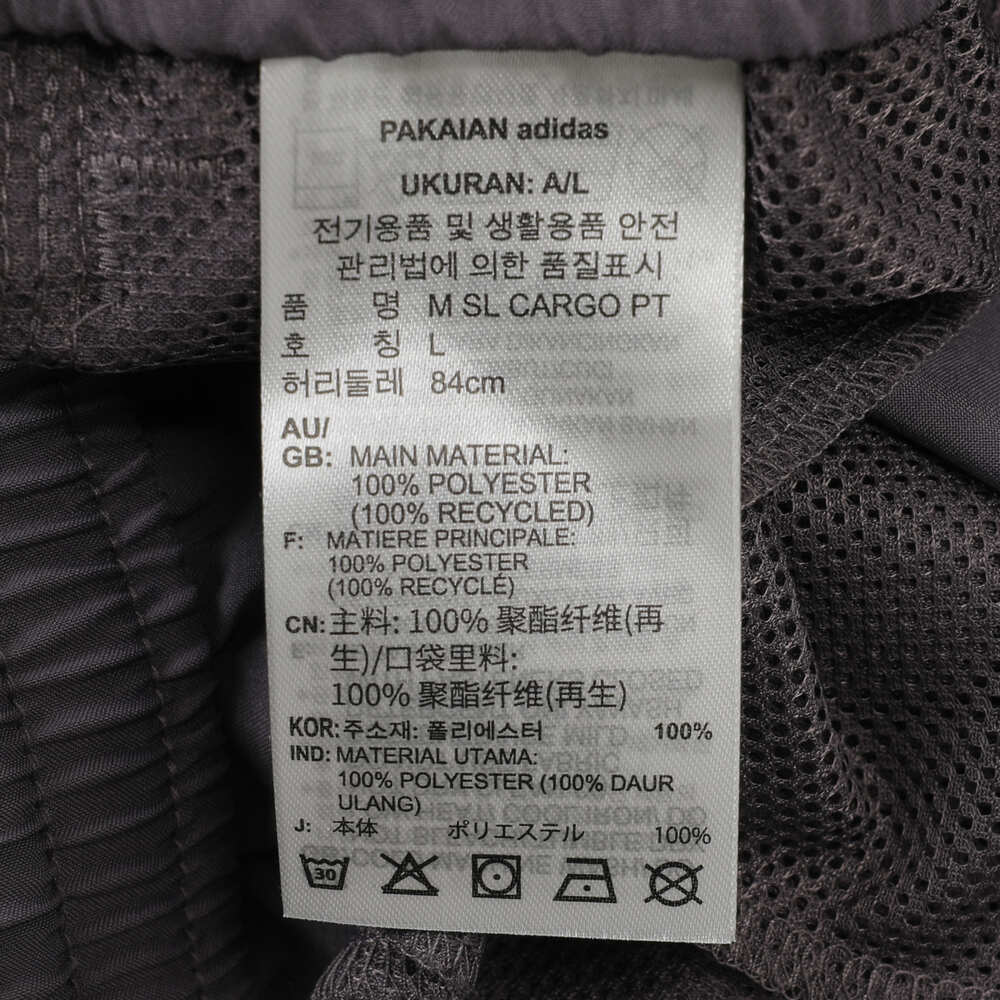 PAKAIAN adidas
UKURAN: A/L
전기용품 및 생활용품 안전
관리법에 의한 품질표시
품 명 M SL CARGO PT
호 칭 L
허리둘레 84cm
AU/
GB: MAIN MATERIAL:
100% POLYESTER
(100% RECYCLED)
F: MATIERE PRINCIPALE:
100% POLYESTER
(100% RECYCLÉ)
CN: 主料: 100% 聚酯纤维(再
生)/口袋里料:
100% 聚酯纤维(再生)
KOR: 주소재: 폴리에스터 100%
IND: MATERIAL UTAMA:
100% POLYESTER (100% DAUR
ULANG)
J: 本体 ポリエステル 100%
30